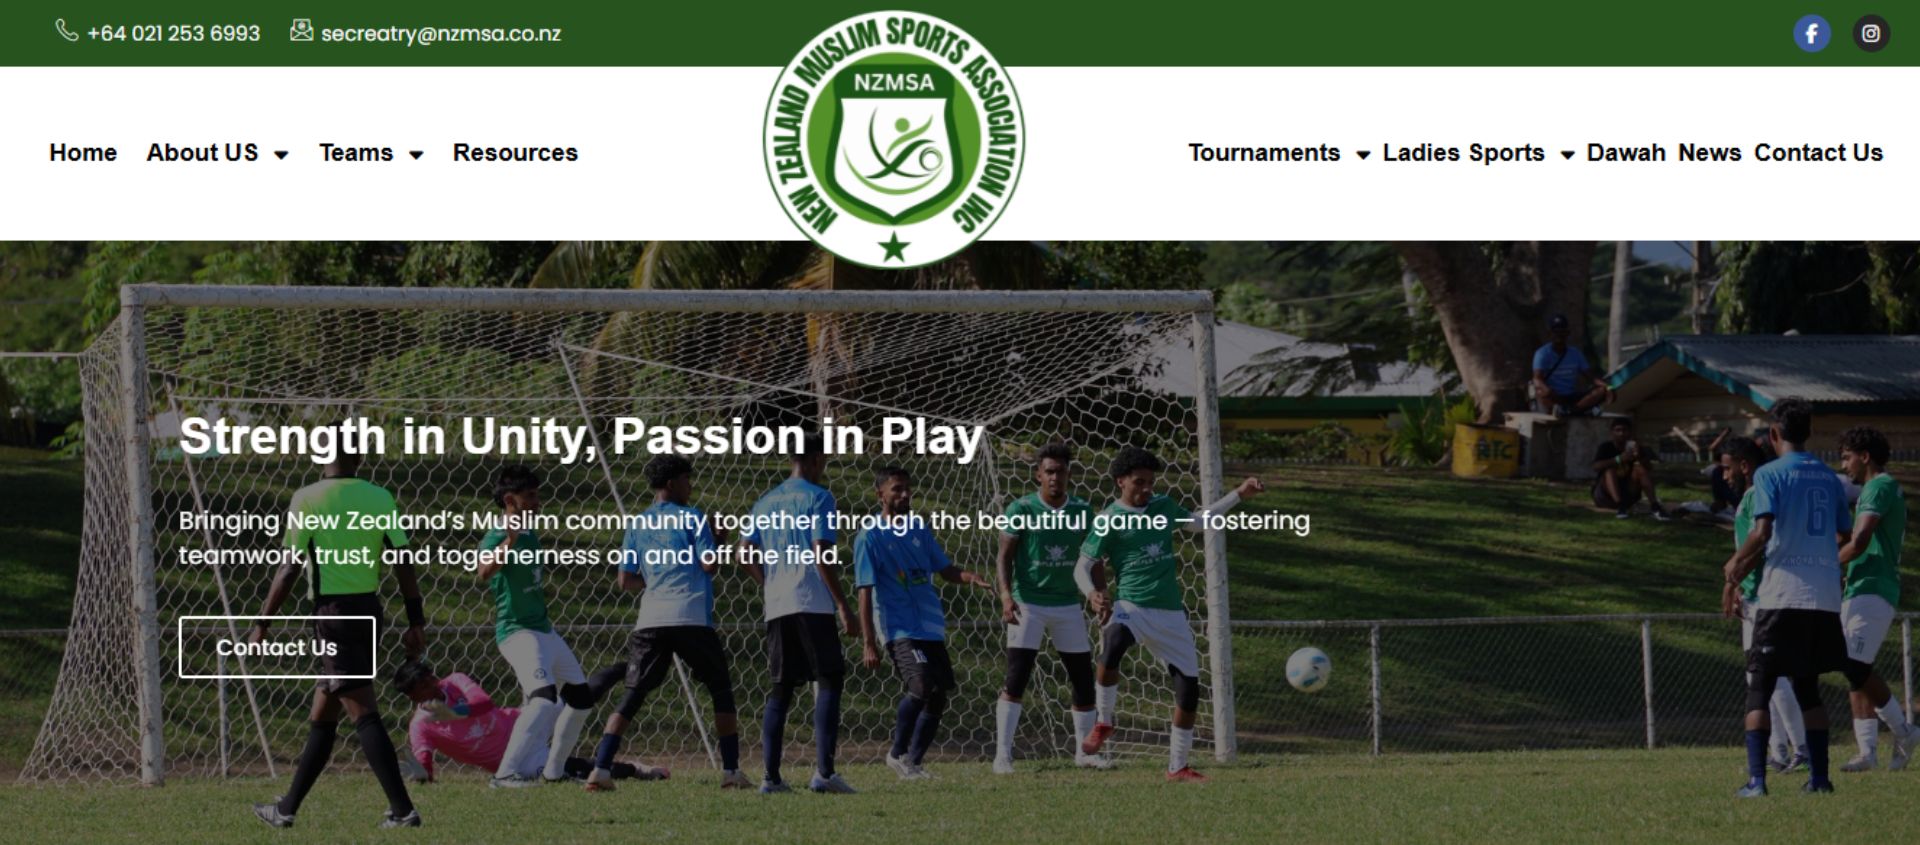 +64 021 253 6993
secreatry@nzmsa.co.nz
NEW ZEALAND MUSLIM SPORTS ASSOCIATION INC
NZMSA
Home
About US
Teams
Resources
Tournaments
Ladies Sports
Dawah
News
Contact Us
Strength in Unity, Passion in Play
Bringing New Zealand’s Muslim community together through the beautiful game — fostering
teamwork, trust, and togetherness on and off the field.
Contact Us
6